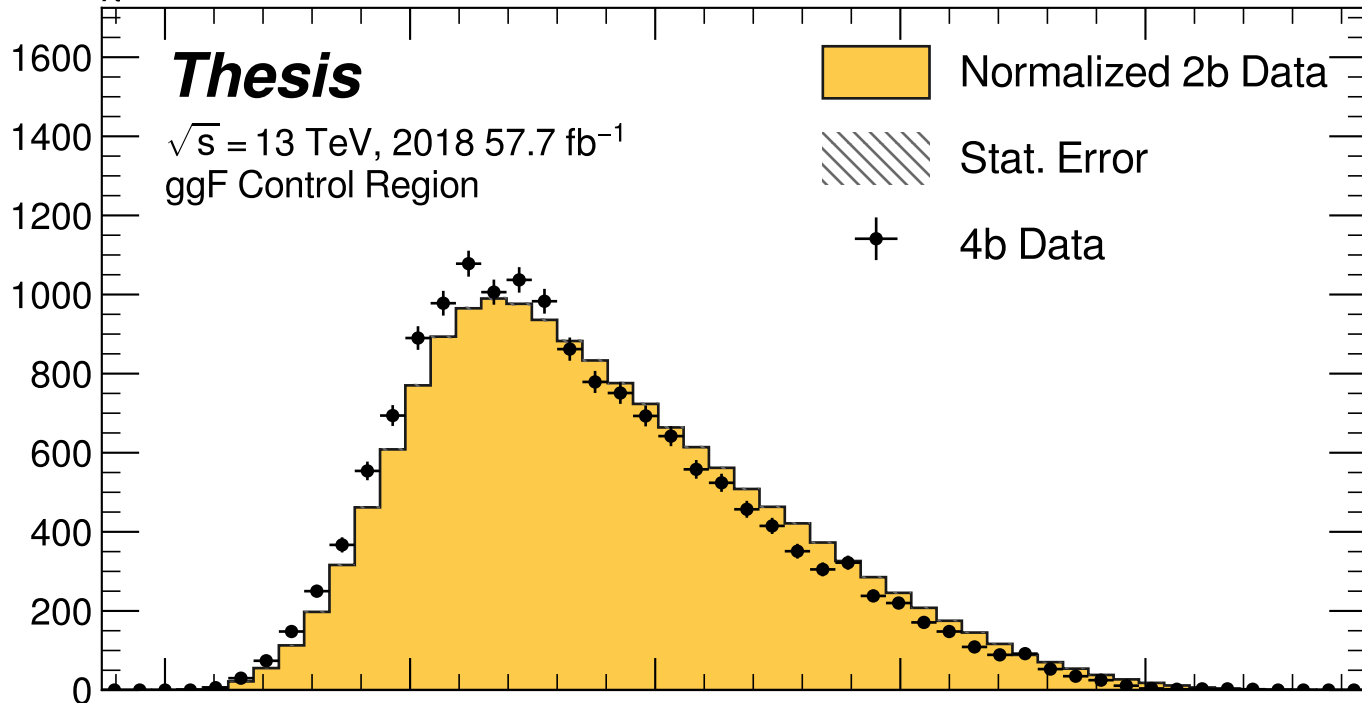 Thesis
√s = 13 TeV, 2018 57.7 fb⁻¹
ggF Control Region
Normalized 2b Data
Stat. Error
4b Data
1600
1400
1200
1000
800
600
400
200
0